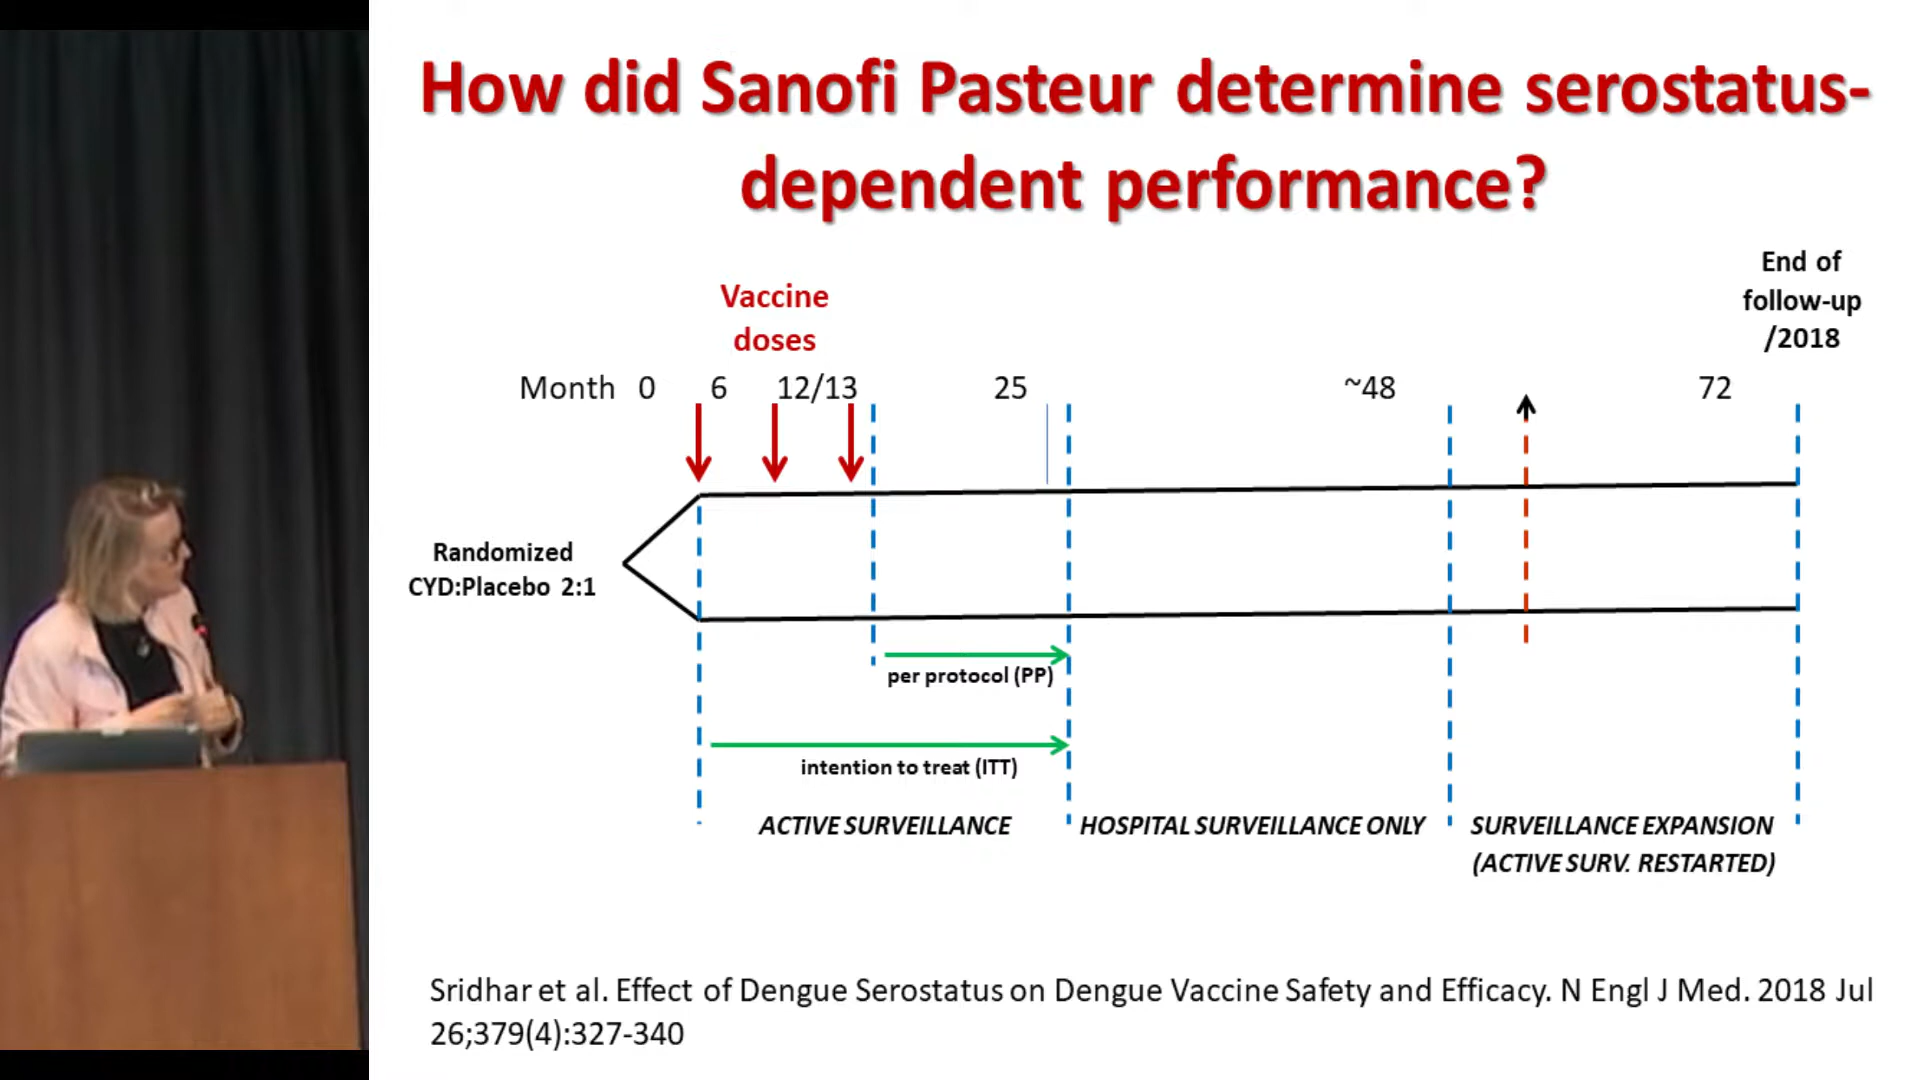 How did Sanofi Pasteur determine serostatus-
dependent performance?
End of
follow-up
/2018
Vaccine
doses
Month 0 6 12/13 25 ~48 72
Randomized
CYD:Placebo 2:1
per protocol (PP)
intention to treat (ITT)
ACTIVE SURVEILLANCE HOSPITAL SURVEILLANCE ONLY SURVEILLANCE EXPANSION
(ACTIVE SURV. RESTARTED)
Sridhar et al. Effect of Dengue Serostatus on Dengue Vaccine Safety and Efficacy. N Engl J Med. 2018 Jul
26;379(4):327-340